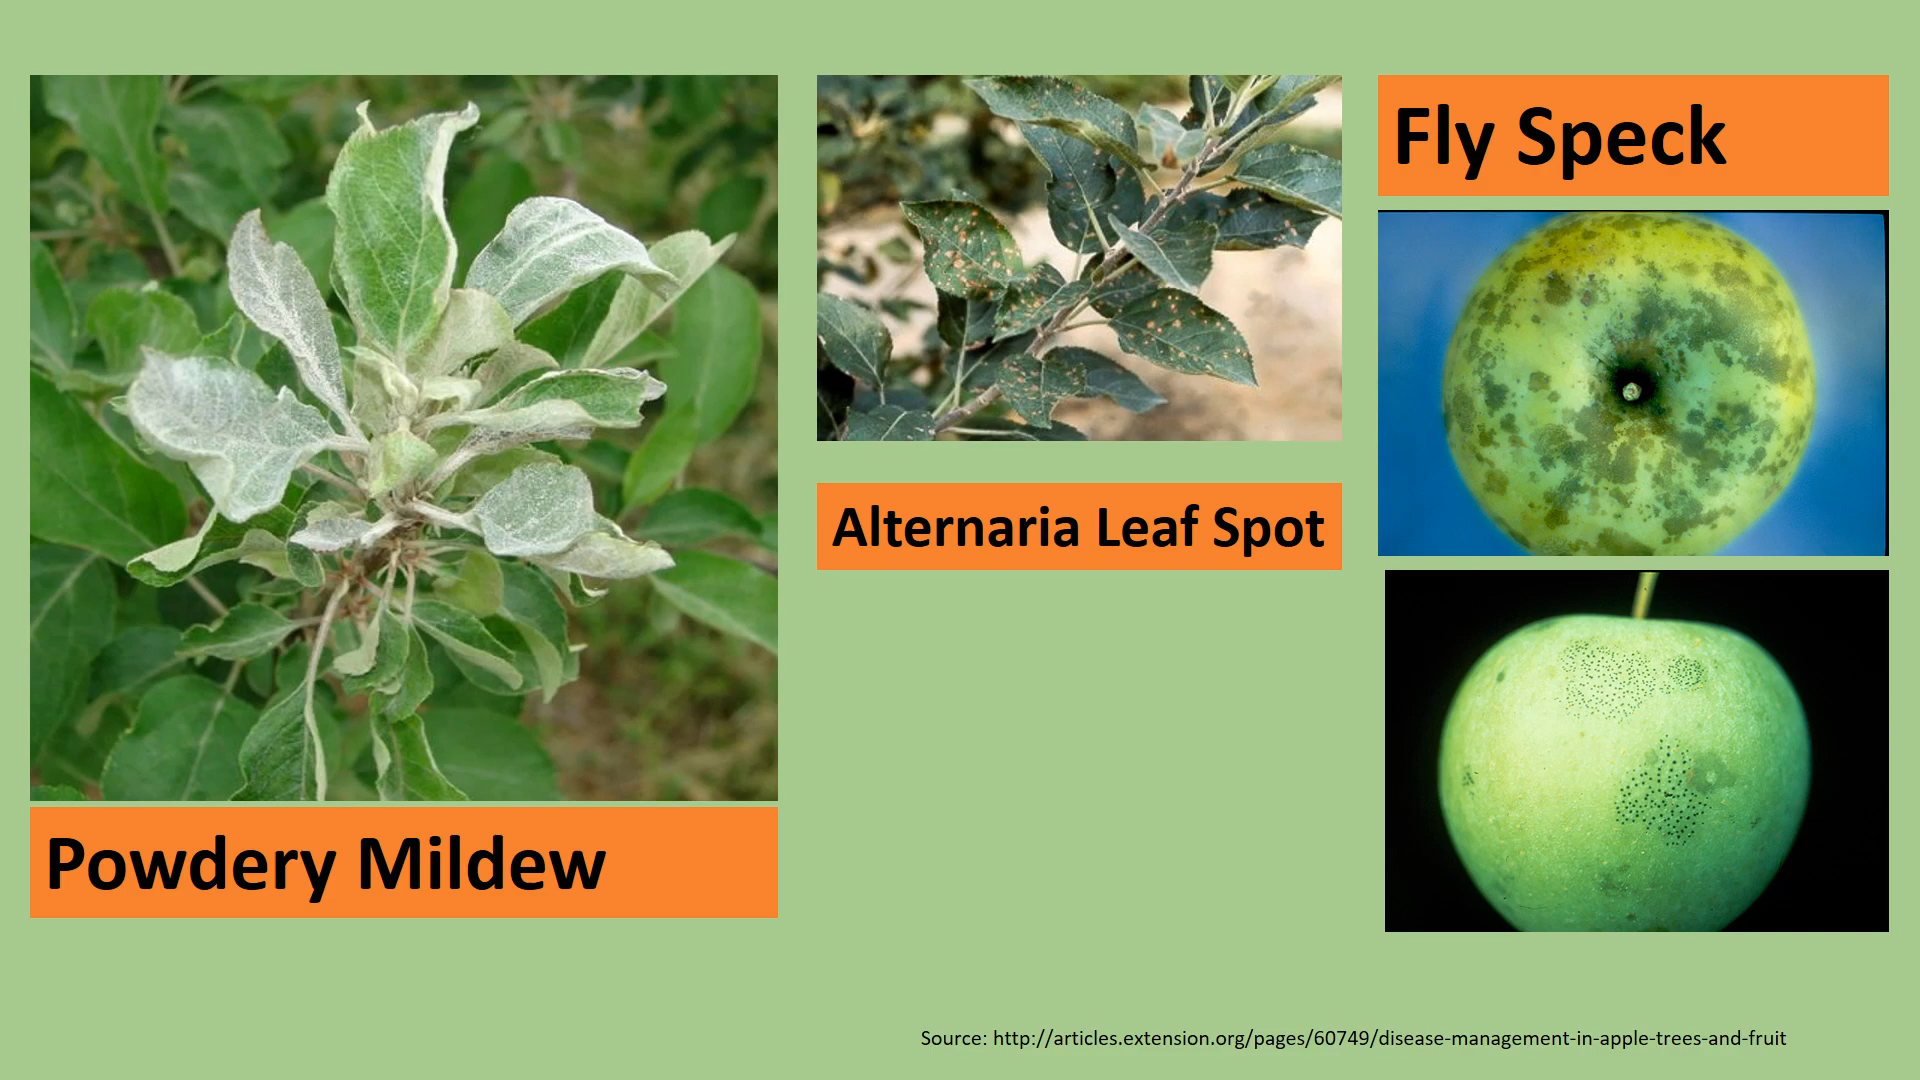 Powdery Mildew
Alternaria Leaf Spot
Fly Speck
Source: http://articles.extension.org/pages/60749/disease-management-in-apple-trees-and-fruit